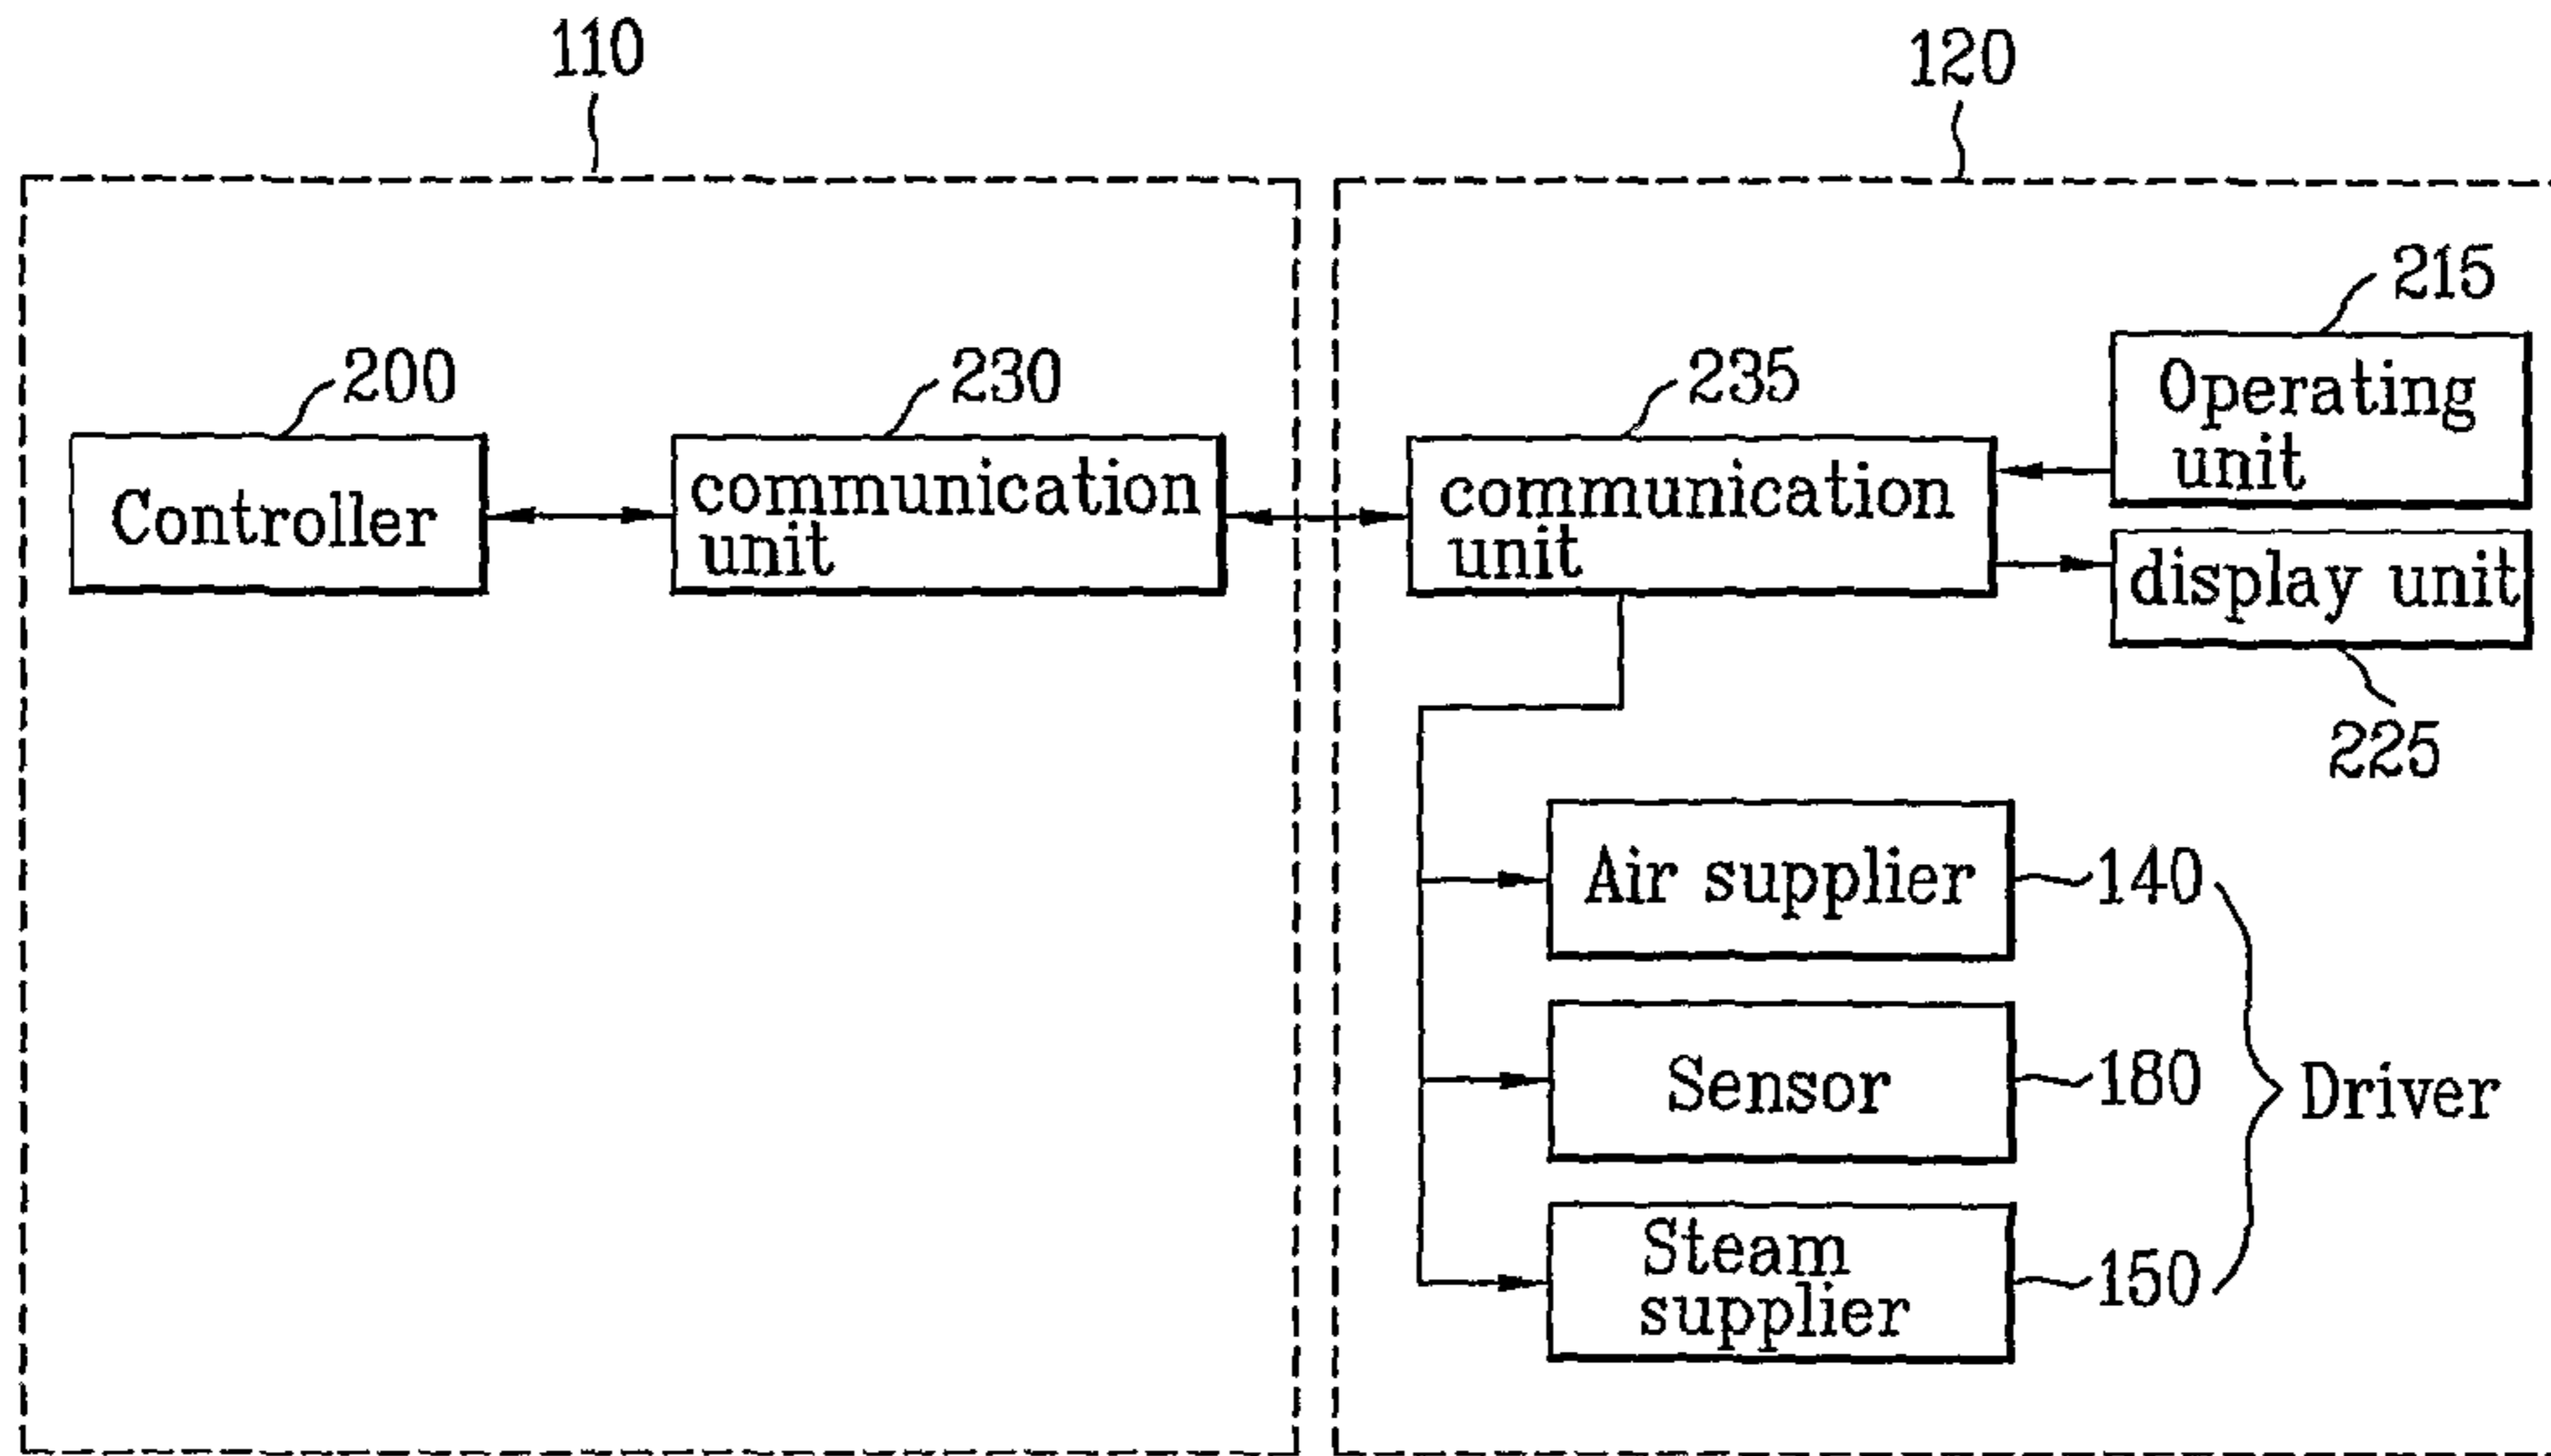 110
120
215
Operating
unit
200
230
235
Controller
communication
unit
communication
unit
display unit
225
Air supplier
140
Sensor
180
Driver
Steam
supplier
150